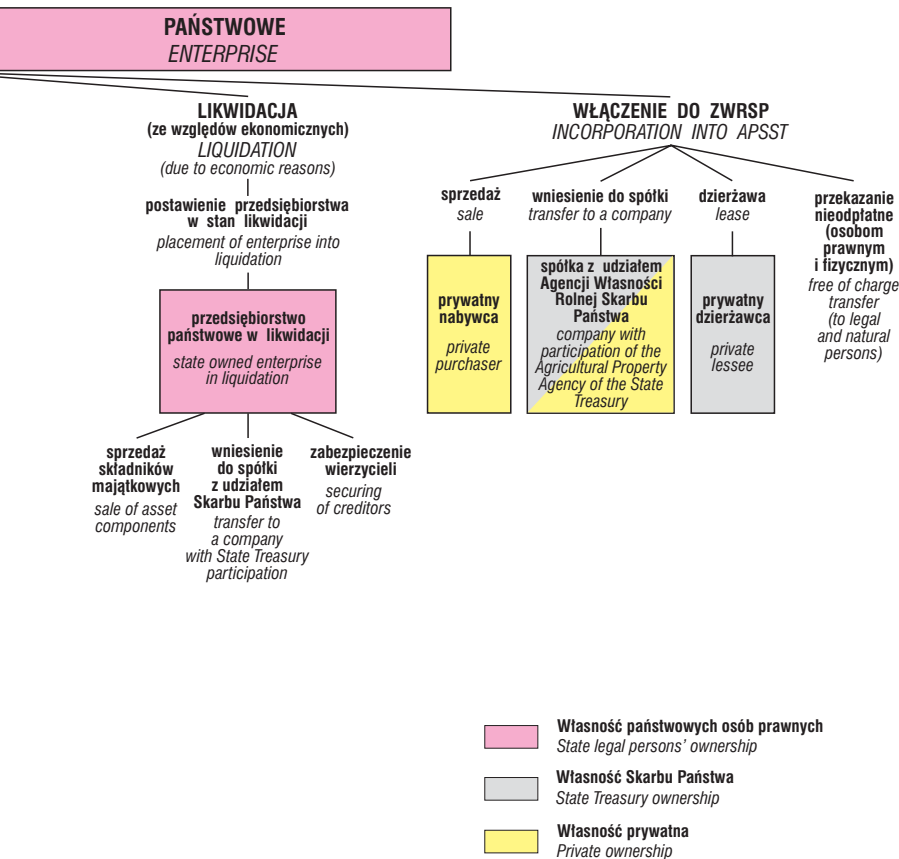 PAŃSTWOWE
ENTERPRISE
LIKWIDACJA
(ze względów ekonomicznych)
LIQUIDATION
(due to economic reasons)
postawienie przedsiębiorstwa
w stan likwidacji
placement of enterprise into
liquidation
przedsiębiorstwo
państwowe w likwidacji
state owned enterprise
in liquidation
sprzedaż
składników
majątkowych
sale of asset
components
wniesienie
do spółki
z udziałem
Skarbu Państwa
transfer to
a company
with State Treasury
participation
zabezpieczenie
wierzycieli
securing
of creditors
WŁĄCZENIE DO ZWRSP
INCORPORATION INTO APSST
sprzedaż
sale
prywatny
nabywca
private
purchaser
wniesienie do spółki
transfer to a company
spółka z udziałem
Agencji Własności
Rolnej Skarbu
Państwa
company with
participation of the
Agricultural Property
Agency of the State
Treasury
dzierżawa
lease
prywatny
dzierżawca
private
lessee
przekazanie
nieodpłatne
(osobom
prawnym
i fizycznym)
free of charge
transfer
(to legal
and natural
persons)
Własność państwowych osób prawnych
State legal persons' ownership
Własność Skarbu Państwa
State Treasury ownership
Własność prywatna
Private ownership